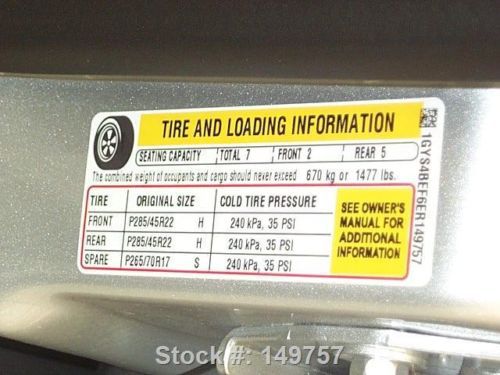 TIRE AND LOADING INFORMATION
SEATING CAPACITY TOTAL 7 FRONT 2 REAR 5
The combined weight of occupants and cargo should never exceed 670 kg or 1477 lbs.
TIRE ORIGINAL SIZE COLD TIRE PRESSURE
FRONT P285/45R22 H 240 kPa, 35 PSI
REAR P285/45R22 H 240 kPa, 35 PSI
SPARE P265/70R17 S 240 kPa, 35 PSI
SEE OWNER'S
MANUAL FOR
ADDITIONAL
INFORMATION
1GYS4BEF6ER149757
Stock#: 149757